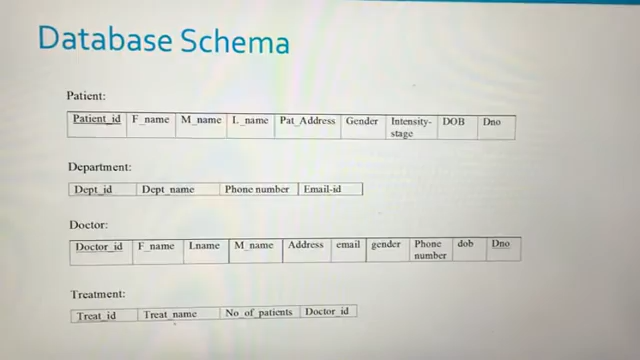 Database Schema
Patient:
Patient_id F_name M_name L_name Pat_Address Gender Intensity-stage DOB Dno
Department:
Dept_id Dept_name Phone number Email-id
Doctor:
Doctor_id F_name Lname M_name Address email gender Phone number dob Dno
Treatment:
Treat_id Treat_name No_of_patients Doctor_id